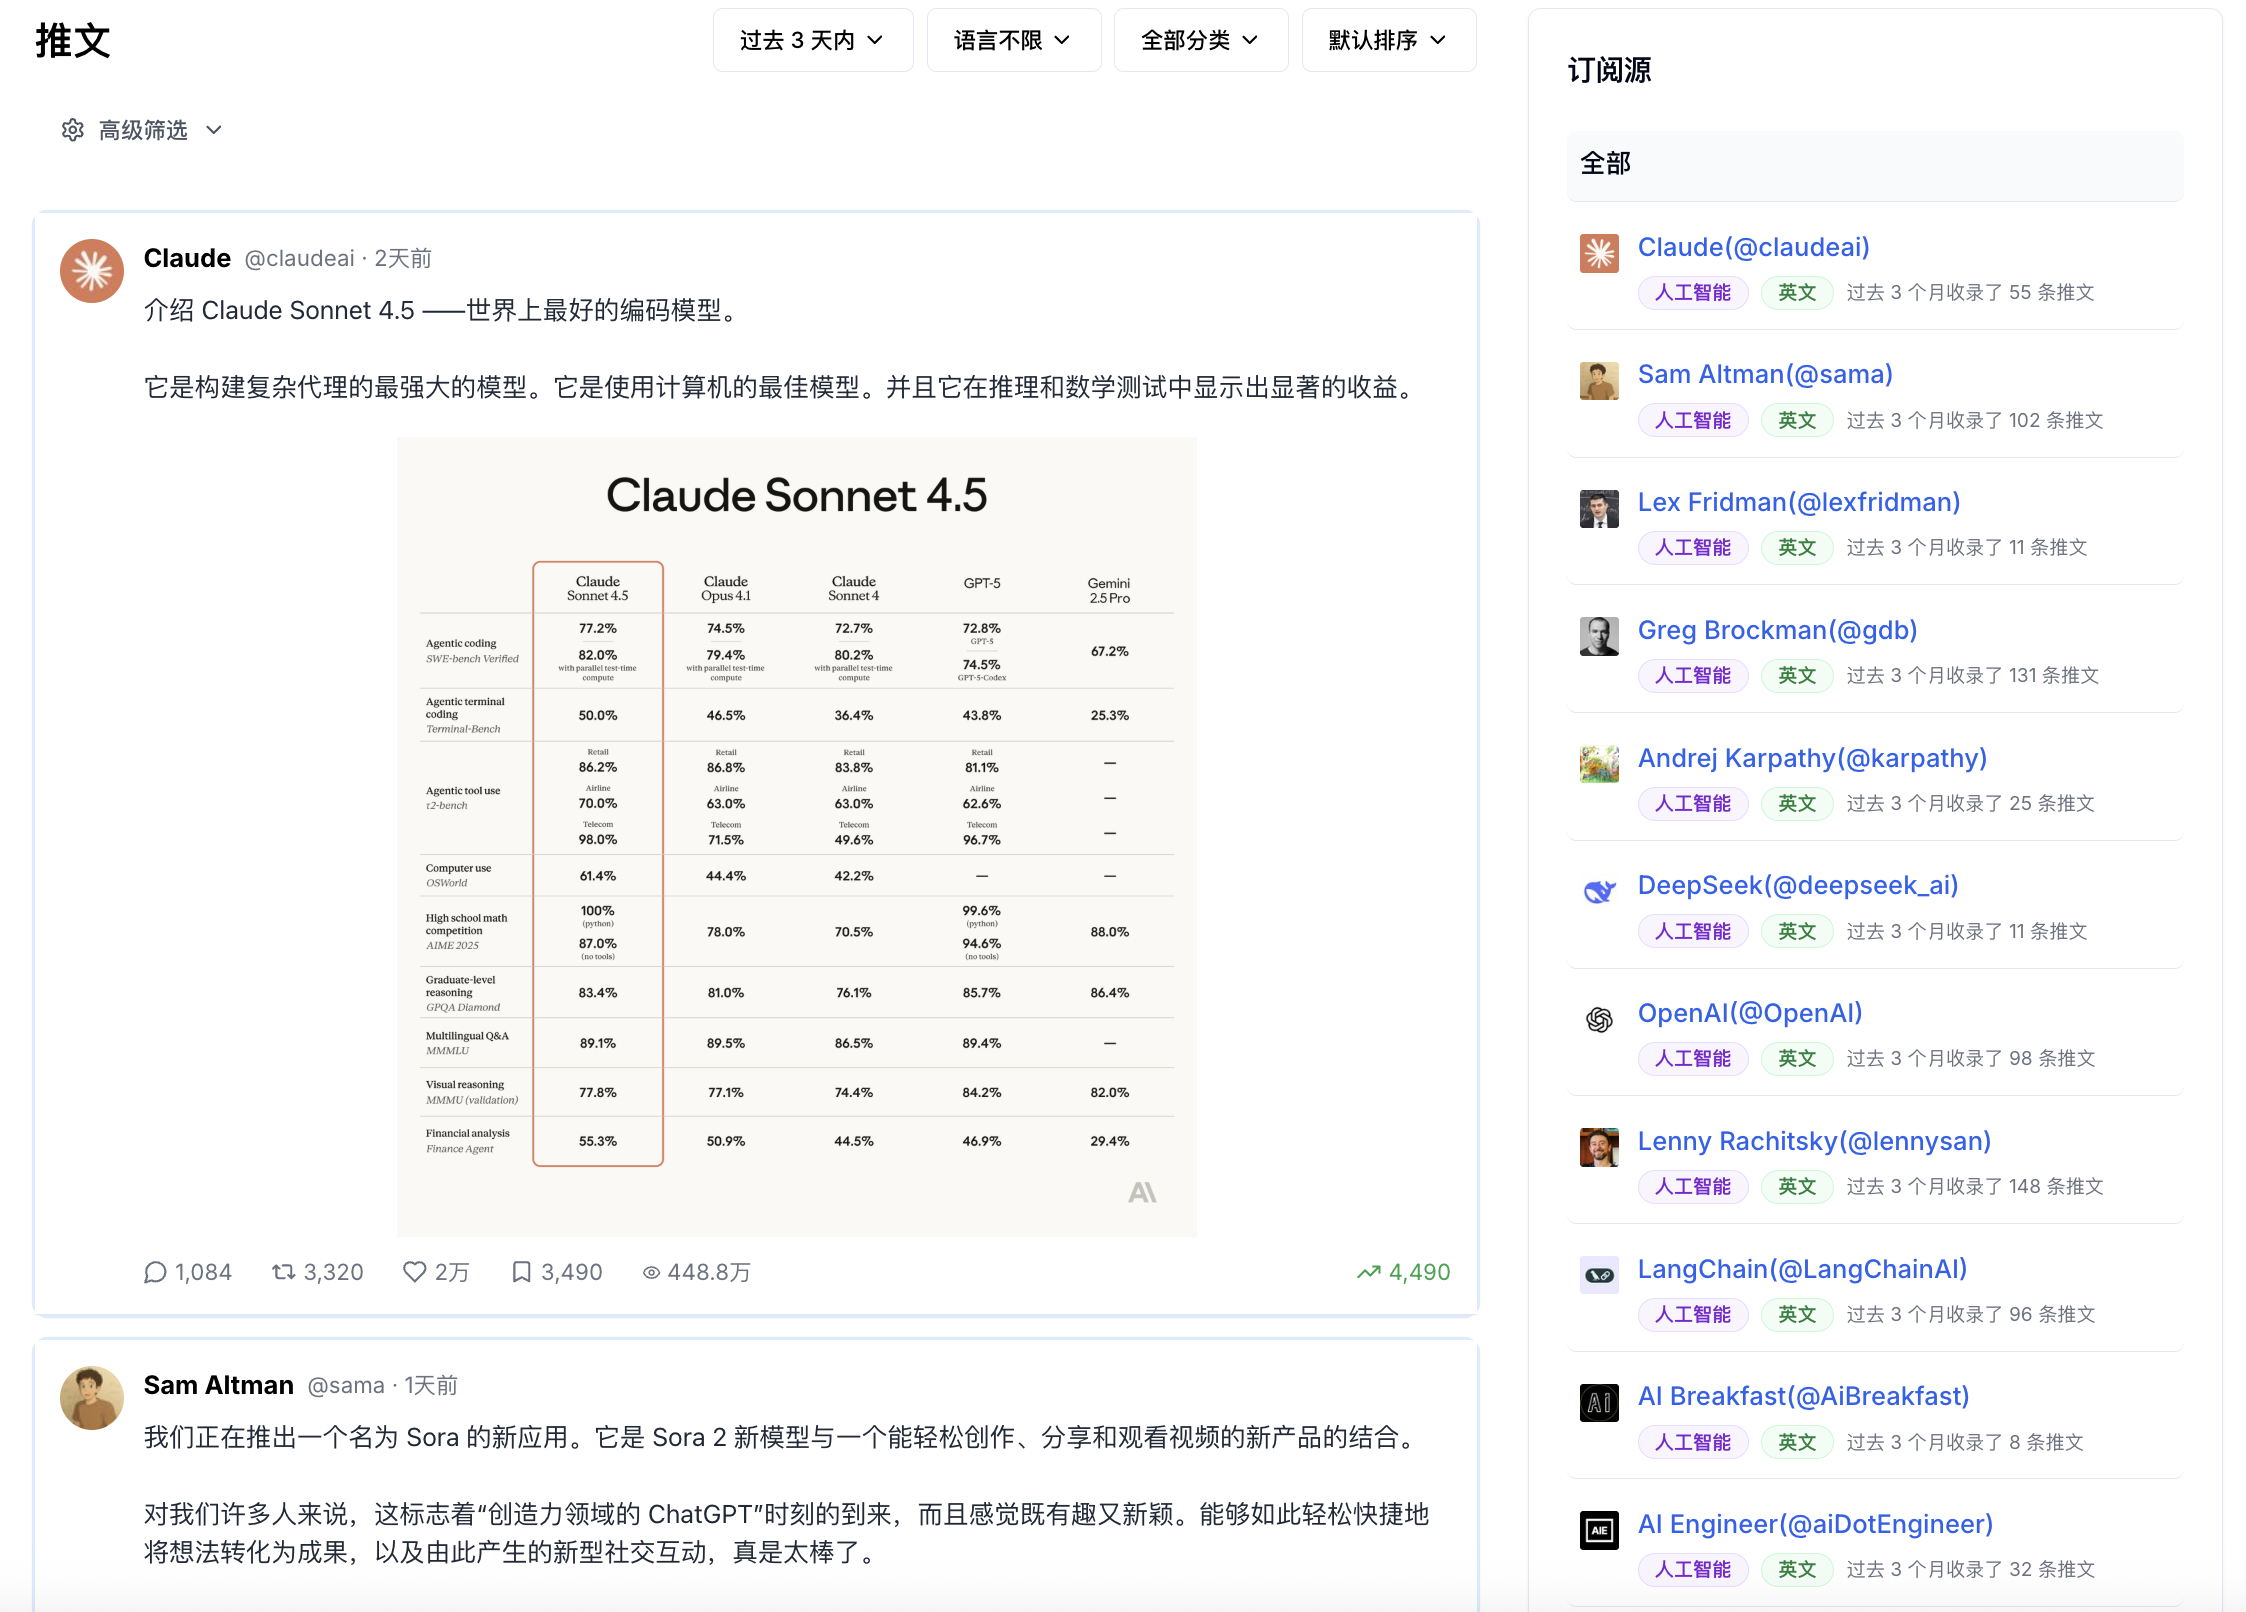 推文
过去 3 天内
语言不限
全部分类
默认排序
高级筛选
Claude @claudeai · 2天前
介绍 Claude Sonnet 4.5 ——世界上最好的编码模型。
它是构建复杂代理的最强大的模型。它是使用计算机的最佳模型。并且它在推理和数学测试中显示出显著的收益。
Claude Sonnet 4.5
Claude Sonnet 4.5
Claude Opus 4.1
Claude Sonnet 4
GPT-5
Gemini 2.5 Pro
Agentic coding
SWE-bench Verified
77.2%
82.0%
with parallel test-time compute
74.5%
79.4%
with parallel test-time compute
72.7%
80.2%
with parallel test-time compute
72.8%
GPT-5
74.5%
GPT-5-Codex
67.2%
Agentic terminal coding
Terminal-Bench
50.0% 46.5% 36.4% 43.8% 25.3%
Agentic tool use
τ2-bench
Retail Retail Retail Retail
86.2% 86.8% 83.8% 81.1% —
Airline Airline Airline Airline
70.0% 63.0% 63.0% 62.6% —
Telecom Telecom Telecom Telecom
98.0% 71.5% 49.6% 96.7% —
Computer use
OSWorld
61.4% 44.4% 42.2% — —
High school math competition
AIME 2025
100%
(python)
87.0%
(no tools)
78.0%
70.5%
99.6%
(python)
94.6%
(no tools)
88.0%
Graduate-level reasoning
GPQA Diamond
83.4% 81.0% 76.1% 85.7% 86.4%
Multilingual Q&A
MMMLU
89.1% 89.5% 86.5% 89.4% —
Visual reasoning
MMMU (validation)
77.8% 77.1% 74.4% 84.2% 82.0%
Financial analysis
Finance Agent
55.3% 50.9% 44.5% 46.9% 29.4%
1,084 3,320 2万 3,490 448.8万 4,490
Sam Altman @sama · 1天前
我们正在推出一个名为 Sora 的新应用。它是 Sora 2 新模型与一个能轻松创作、分享和观看视频的新产品的结合。
对我们许多人来说，这标志着“创造力领域的 ChatGPT”时刻的到来，而且感觉既有趣又新颖。能够如此轻松快捷地
将想法转化为成果，以及由此产生的新型社交互动，真是太棒了。
订阅源
全部
Claude(@claudeai)
人工智能 英文 过去 3 个月收录了 55 条推文
Sam Altman(@sama)
人工智能 英文 过去 3 个月收录了 102 条推文
Lex Fridman(@lexfridman)
人工智能 英文 过去 3 个月收录了 11 条推文
Greg Brockman(@gdb)
人工智能 英文 过去 3 个月收录了 131 条推文
Andrej Karpathy(@karpathy)
人工智能 英文 过去 3 个月收录了 25 条推文
DeepSeek(@deepseek_ai)
人工智能 英文 过去 3 个月收录了 11 条推文
OpenAI(@OpenAI)
人工智能 英文 过去 3 个月收录了 98 条推文
Lenny Rachitsky(@lennysan)
人工智能 英文 过去 3 个月收录了 148 条推文
LangChain(@LangChainAI)
人工智能 英文 过去 3 个月收录了 96 条推文
Ai
AI Breakfast(@AiBreakfast)
人工智能 英文 过去 3 个月收录了 8 条推文
AIE
AI Engineer(@aiDotEngineer)
人工智能 英文 过去 3 个月收录了 32 条推文